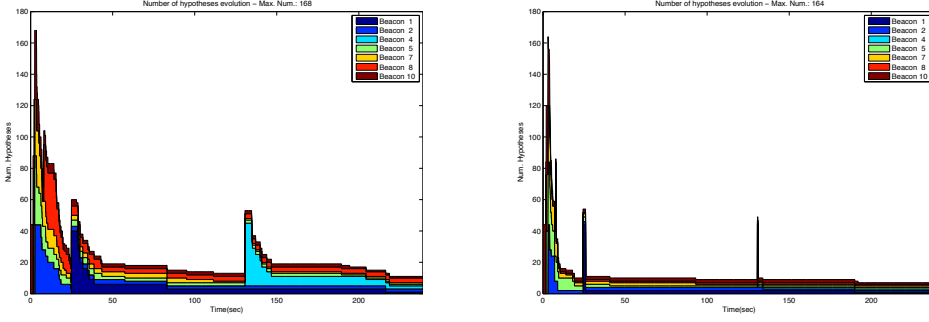 Number of hypotheses evolution – Max. Num.: 168
180
160
140
120
100
80
60
40
20
0
Num. Hypotheses
Beacon 1
Beacon 2
Beacon 4
Beacon 5
Beacon 7
Beacon 8
Beacon 10
0 50 100 150 200
Time(sec)
Number of hypotheses evolution – Max. Num.: 164
180
160
140
120
100
80
60
40
20
0
Num. Hypotheses
Beacon 1
Beacon 2
Beacon 4
Beacon 5
Beacon 7
Beacon 8
Beacon 10
0 50 100 150 200
Time(sec)